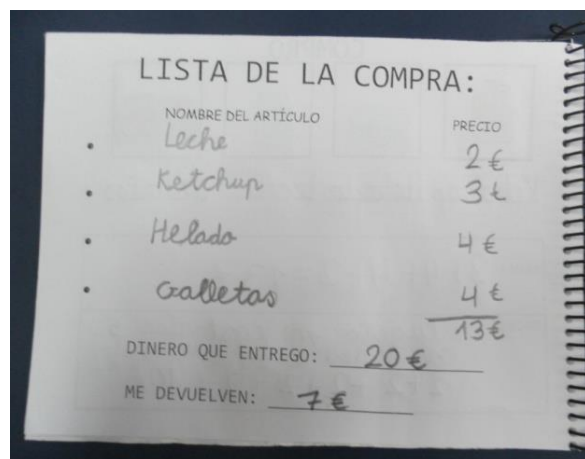 LISTA DE LA COMPRA:
NOMBRE DEL ARTÍCULO PRECIO
• Leche 2 €
• Ketchup 3 €
• Helado 4 €
• Galletas 4 €
13 €
DINERO QUE ENTREGO: 20 €
ME DEVUELVEN: 7 €